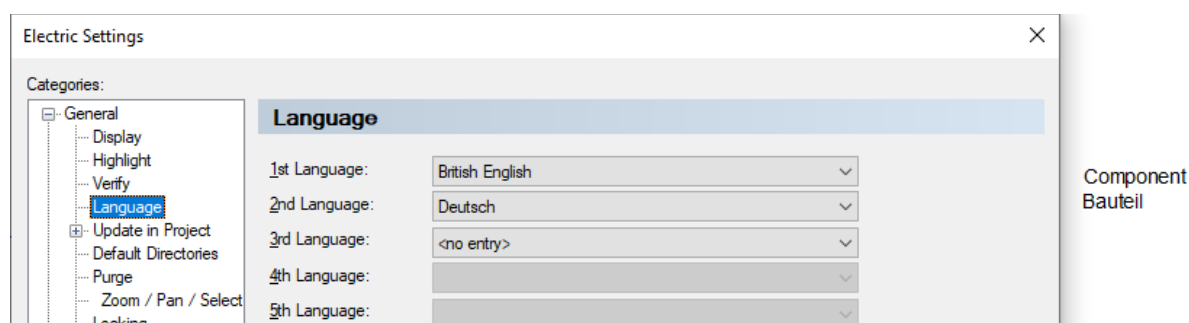 Electric Settings
Categories:
General
Display
Highlight
Verify
Language
Update in Project
Default Directories
Purge
Zoom / Pan / Select
Language
1st Language:
British English
2nd Language:
Deutsch
3rd Language:
<no entry>
4th Language:
5th Language:
Component
Bauteil